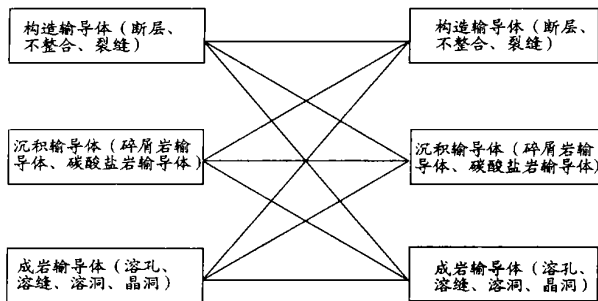 构造输导体（断层、
不整合、裂缝）
构造输导体（断层、
不整合、裂缝）
沉积输导体（碎屑岩输
导体、碳酸盐岩输导体）
沉积输导体（碎屑岩输
导体、碳酸盐岩输导体）
成岩输导体（溶孔、
溶缝、溶洞、晶洞）
成岩输导体（溶孔、
溶缝、溶洞、晶洞）